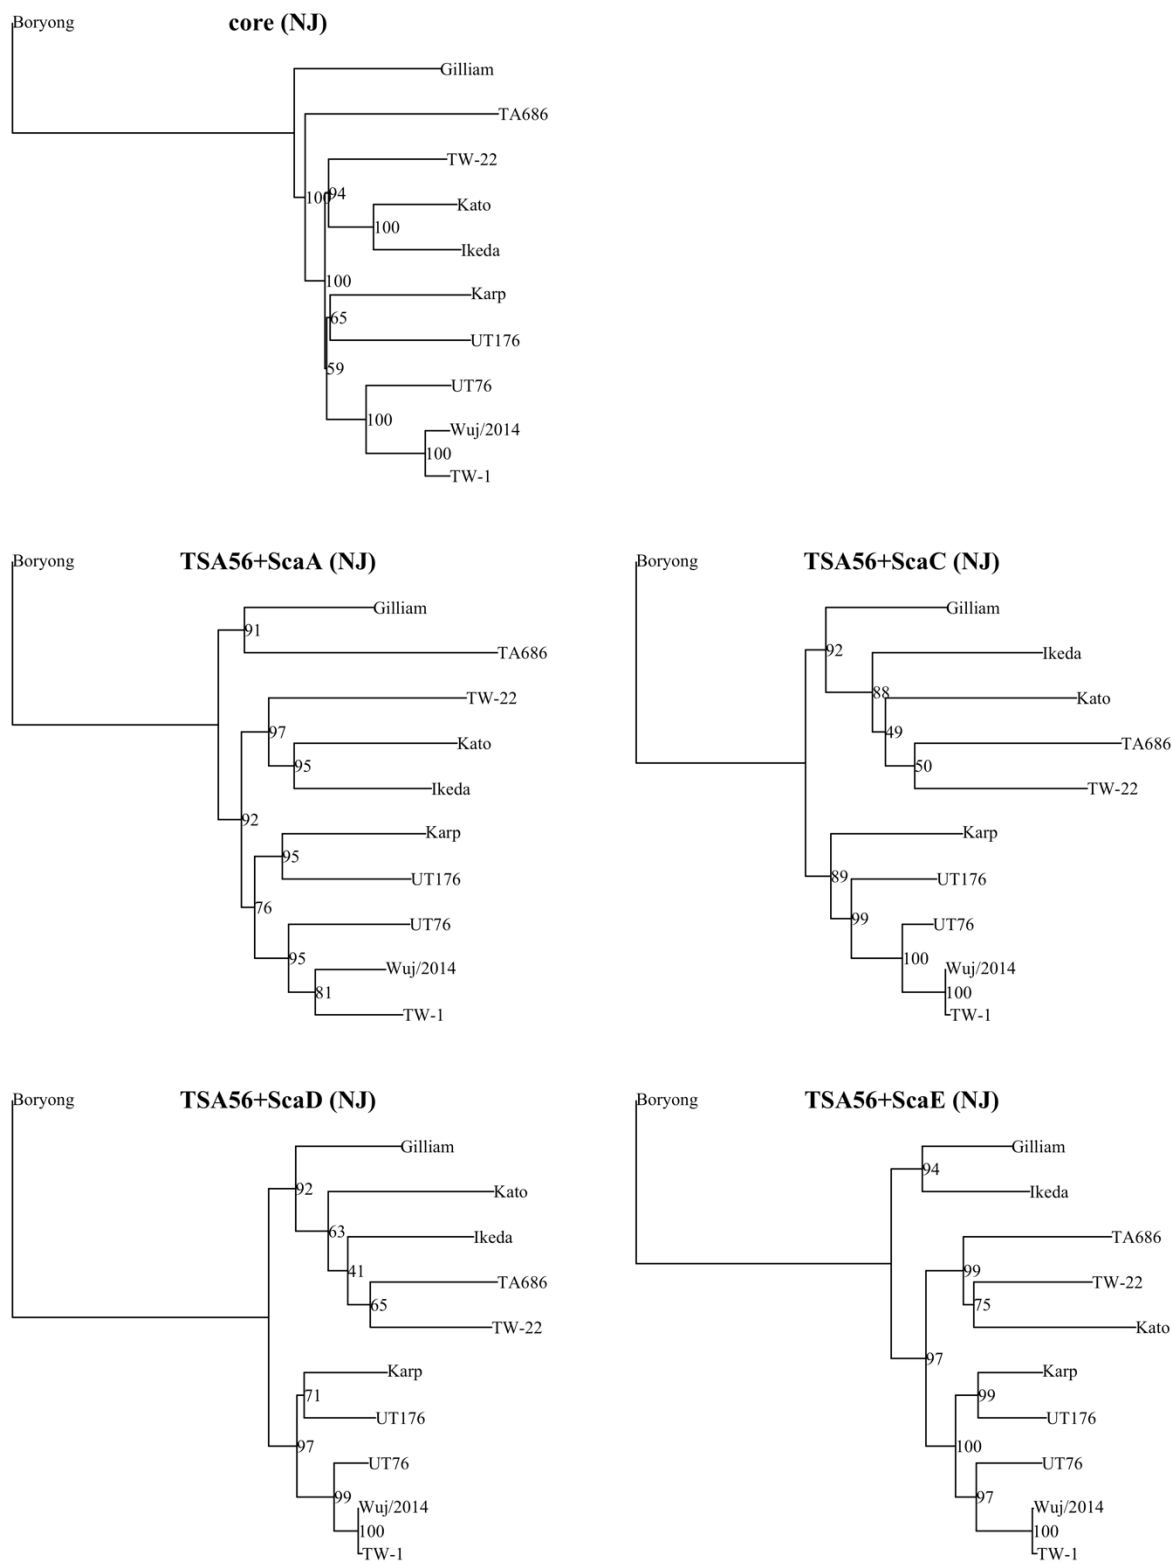 core (NJ)
Boryong
Gilliam
TA686
TW-22
94
100
Kato
100
Ikeda
100
Karp
65
UT176
59
UT76
100
Wuj/2014
100
TW-1
TSA56+ScaA (NJ)
Boryong
Gilliam
91
TA686
TW-22
97
Kato
95
Ikeda
92
Karp
95
UT176
76
UT76
95
Wuj/2014
81
TW-1
TSA56+ScaC (NJ)
Boryong
Gilliam
92
Ikeda
88
Kato
49
TA686
50
TW-22
Karp
89
UT176
99
UT76
100
Wuj/2014
100
TW-1
TSA56+ScaD (NJ)
Boryong
Gilliam
92
Kato
63
Ikeda
41
TA686
65
TW-22
Karp
71
UT176
97
UT76
99
Wuj/2014
100
TW-1
TSA56+ScaE (NJ)
Boryong
Gilliam
94
Ikeda
TA686
99
TW-22
75
Kato
97
Karp
99
UT176
100
UT76
97
Wuj/2014
100
TW-1